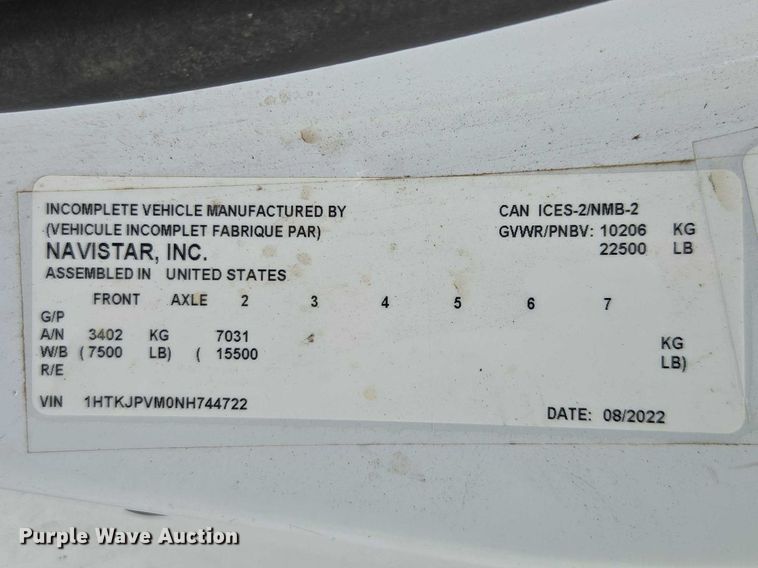 INCOMPLETE VEHICLE MANUFACTURED BY
(VEHICULE INCOMPLET FABRIQUE PAR)
NAVISTAR, INC.
ASSEMBLED IN UNITED STATES
CAN ICES-2/NMB-2
GVWR/PNBV: 10206 KG
22500 LB
FRONT AXLE 2 3 4 5 6 7
G/P
A/N 3402 KG 7031 KG
W/B (7500 LB) ( 15500 LB)
R/E
VIN 1HTKJPVM0NH744722
DATE: 08/2022
Purple Wave Auction